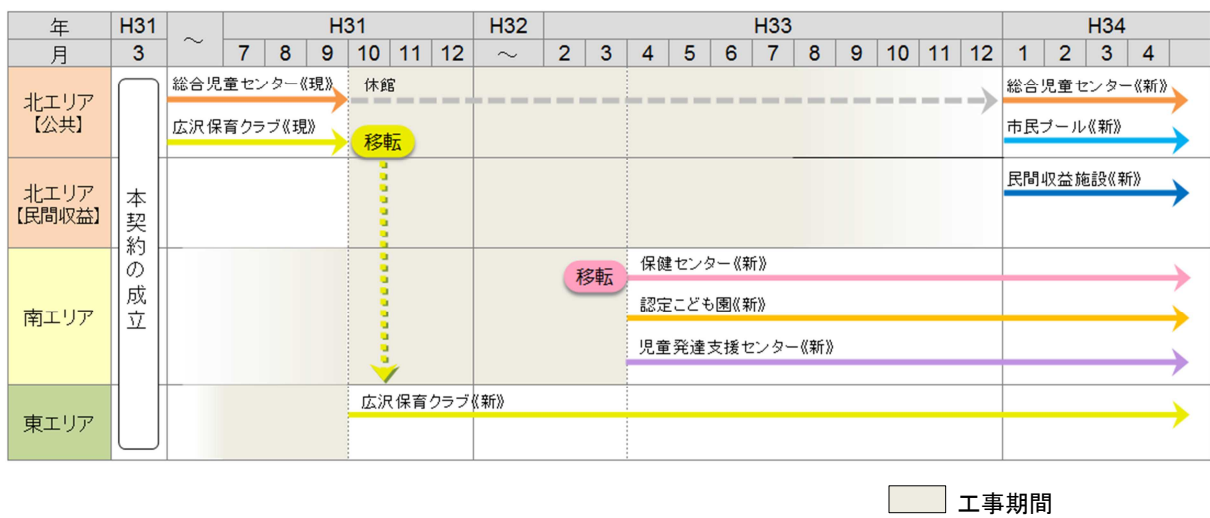 年 H31 ～ H31 H32 H33 H34
月 3 7 8 9 10 11 12 ～ 2 3 4 5 6 7 8 9 10 11 12 1 2 3 4
北エリア
【公共】
総合児童センター《現》 休館 総合児童センター《新》
広沢保育クラブ《現》 移転 市民プール《新》
北エリア
【民間収益】
民間収益施設《新》
本契約の成立
南エリア
保健センター《新》
移転
認定こども園《新》
児童発達支援センター《新》
東エリア
広沢保育クラブ《新》
工事期間